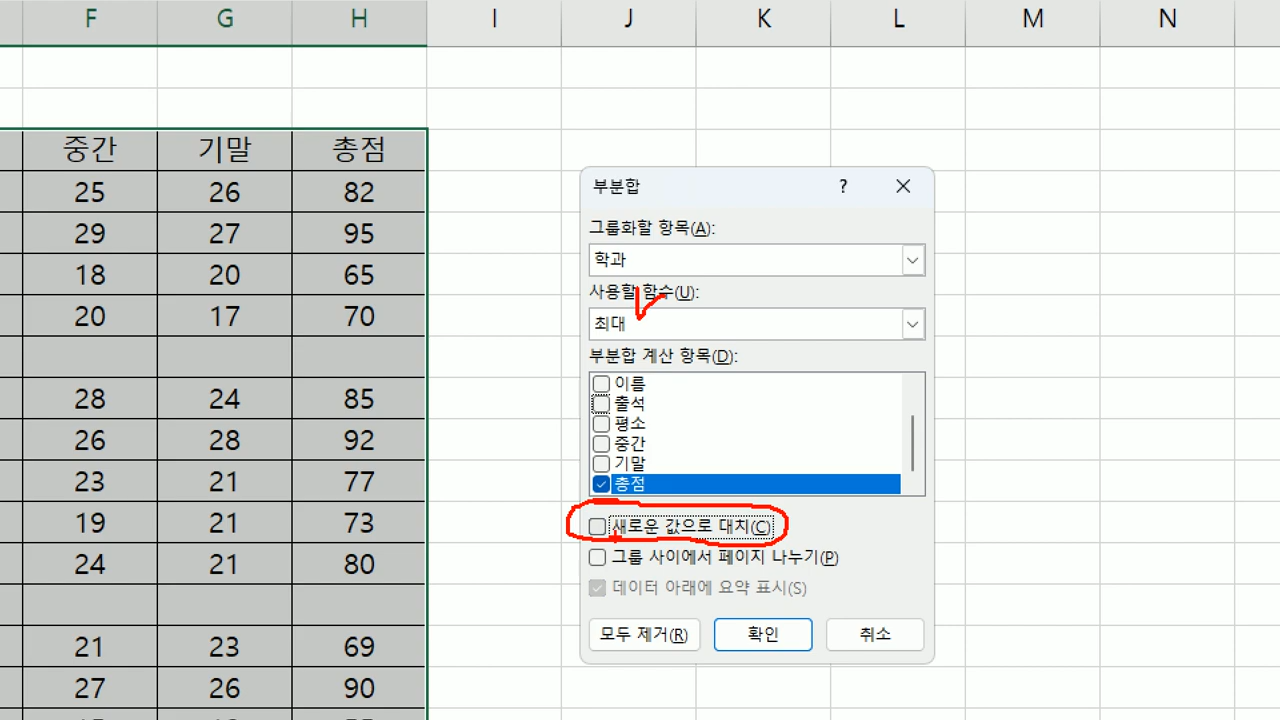 F G H I J K L M N
중간 기말 총점
25 26 82
29 27 95
18 20 65
20 17 70
28 24 85
26 28 92
23 21 77
19 21 73
24 21 80
21 23 69
27 26 90
부분합 ?
그룹화할 항목(A):
학과
사용할 함수(U):
최대
부분합 계산 항목(D):
이름
출석
평소
중간
기말
총점
새로운 값으로 대치(C)
그룹 사이에서 페이지 나누기(P)
데이터 아래에 요약 표시(S)
모두 제거(R) 확인 취소